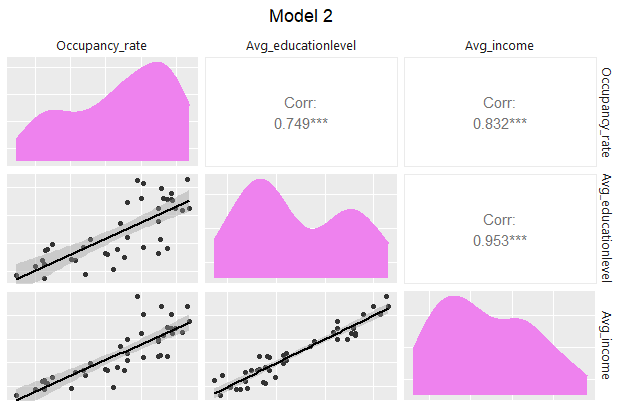 Model 2
Occupancy_rate
Avg_educationlevel
Avg_income
Corr:
0.749***
Corr:
0.832***
Occupancy_rate
Corr:
0.953***
Avg_educationlevel
Avg_income